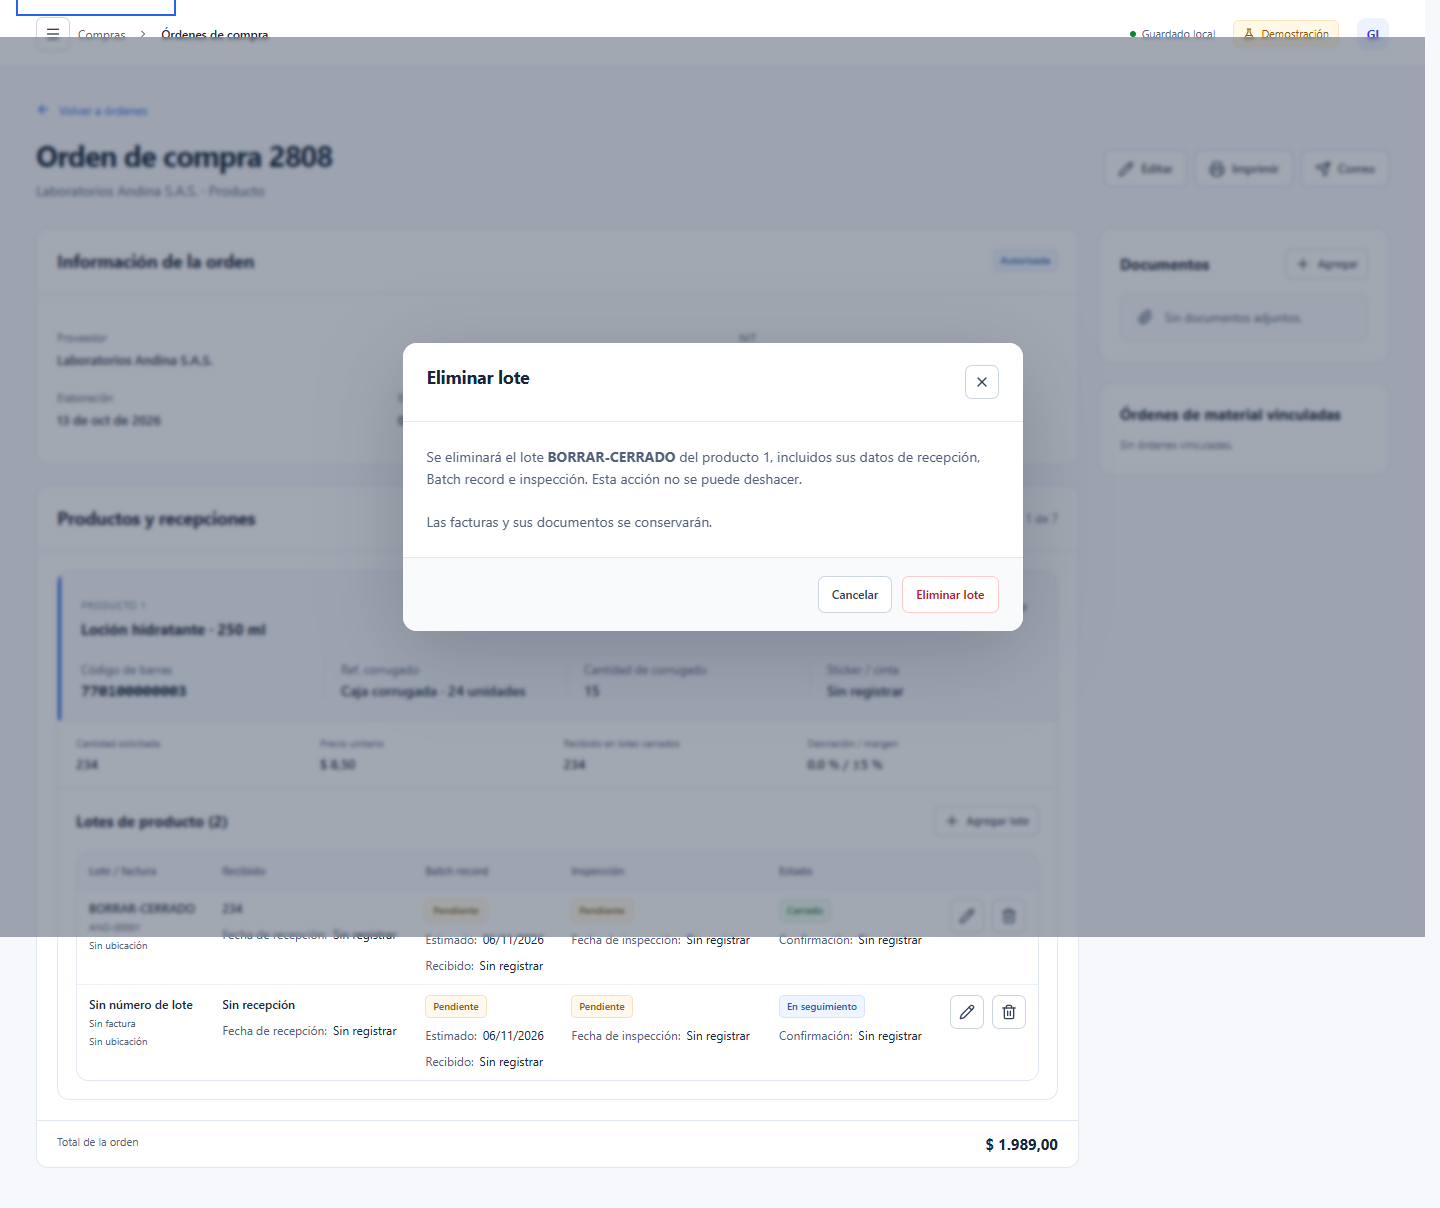 Compras > Órdenes de compra
Guardado local
Demostración
GI
Volver a órdenes
Orden de compra 2808
Laboratorios Andina S.A.S. · Producto
Editar
Imprimir
Correo
Información de la orden
Autorizada
Proveedor
Laboratorios Andina S.A.S.
NIT
Elaboración
13 de oct de 2026
Documentos
Agregar
Sin documentos adjuntos.
Órdenes de material vinculadas
Sin órdenes vinculadas.
Eliminar lote
Se eliminará el lote BORRAR-CERRADO del producto 1, incluidos sus datos de recepción,
Batch record e inspección. Esta acción no se puede deshacer.
Las facturas y sus documentos se conservarán.
Cancelar
Eliminar lote
Productos y recepciones
1 de 7
PRODUCTO 1
Loción hidratante · 250 ml
Código de barras
Ref. corrugado
Caja corrugada · 24 unidades
Cantidad de corrugado
15
Sticker / cinta
Sin registrar
Cantidad solicitada
234
Precio unitario
$ 8,50
Recibido en lotes cerrados
234
Desviación / margen
0.0 % / ±5 %
Lotes de producto (2)
Agregar lote
Lote / factura
Recibido
Batch record
Inspección
Estado
BORRAR-CERRADO
Sin ubicación
234
Fecha de recepción: Sin registrar
Pendiente
Estimado: 06/11/2026
Recibido: Sin registrar
Pendiente
Fecha de inspección: Sin registrar
Cerrado
Confirmación: Sin registrar
Sin número de lote
Sin factura
Sin ubicación
Sin recepción
Fecha de recepción: Sin registrar
Pendiente
Estimado: 06/11/2026
Recibido: Sin registrar
Pendiente
Fecha de inspección: Sin registrar
En seguimiento
Confirmación: Sin registrar
Total de la orden
$ 1.989,00